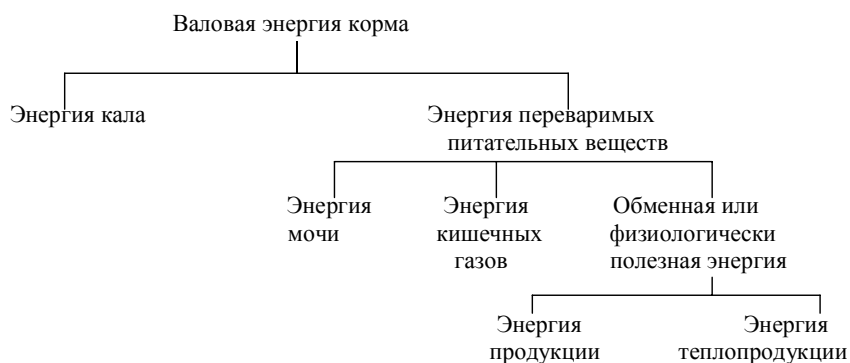 Валовая энергия корма
Энергия кала
Энергия переваримых
питательных веществ
Энергия
мочи
Энергия
кишечных
газов
Обменная или
физиологически
полезная энергия
Энергия
продукции
Энергия
теплопродукции